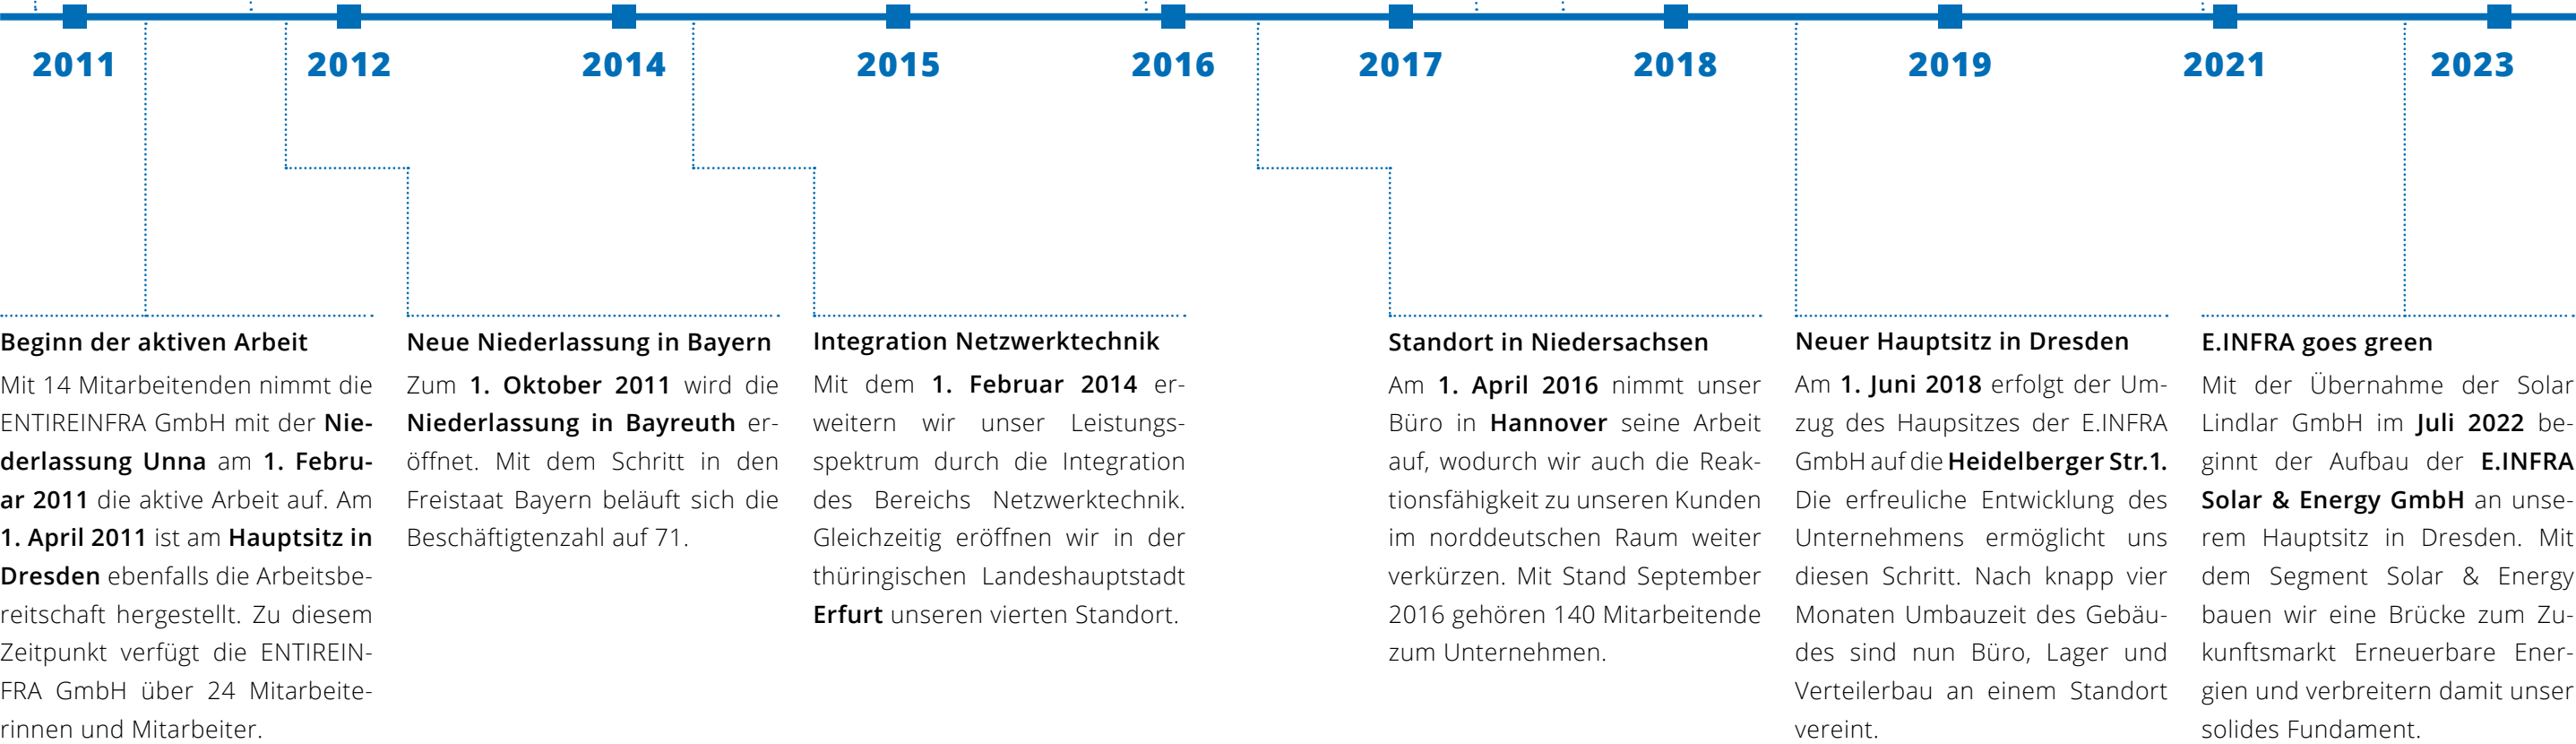 2011 2012 2014 2015 2016 2017 2018 2019 2021 2023
Beginn der aktiven Arbeit
Mit 14 Mitarbeitenden nimmt die
ENTIREINFRA GmbH mit der Nie-
derlassung Unna am 1. Febru-
ar 2011 die aktive Arbeit auf. Am
1. April 2011 ist am Hauptsitz in
Dresden ebenfalls die Arbeitsbe-
reitschaft hergestellt. Zu diesem
Zeitpunkt verfügt die ENTIREIN-
FRA GmbH über 24 Mitarbeite-
rinnen und Mitarbeiter.
Neue Niederlassung in Bayern
Zum 1. Oktober 2011 wird die
Niederlassung in Bayreuth er-
öffnet. Mit dem Schritt in den
Freistaat Bayern beläuft sich die
Beschäftigtenzahl auf 71.
Integration Netzwerktechnik
Mit dem 1. Februar 2014 er-
weitern wir unser Leistungs-
spektrum durch die Integration
des Bereichs Netzwerktechnik.
Gleichzeitig eröffnen wir in der
thüringischen Landeshauptstadt
Erfurt unseren vierten Standort.
Standort in Niedersachsen
Am 1. April 2016 nimmt unser
Büro in Hannover seine Arbeit
auf, wodurch wir auch die Reak-
tionsfähigkeit zu unseren Kunden
im norddeutschen Raum weiter
verkürzen. Mit Stand September
2016 gehören 140 Mitarbeitende
zum Unternehmen.
Neuer Hauptsitz in Dresden
Am 1. Juni 2018 erfolgt der Um-
zug des Haupsitzes der E.INFRA
GmbH auf die Heidelberger Str.1.
Die erfreuliche Entwicklung des
Unternehmens ermöglicht uns
diesen Schritt. Nach knapp vier
Monaten Umbauzeit des Gebäu-
des sind nun Büro, Lager und
Verteilerbau an einem Standort
vereint.
E.INFRA goes green
Mit der Übernahme der Solar
Lindlar GmbH im Juli 2022 be-
ginnt der Aufbau der E.INFRA
Solar & Energy GmbH an unse-
rem Hauptsitz in Dresden. Mit
dem Segment Solar & Energy
bauen wir eine Brücke zum Zu-
kunftsmarkt Erneuerbare Ener-
gien und verbreitern damit unser
solides Fundament.